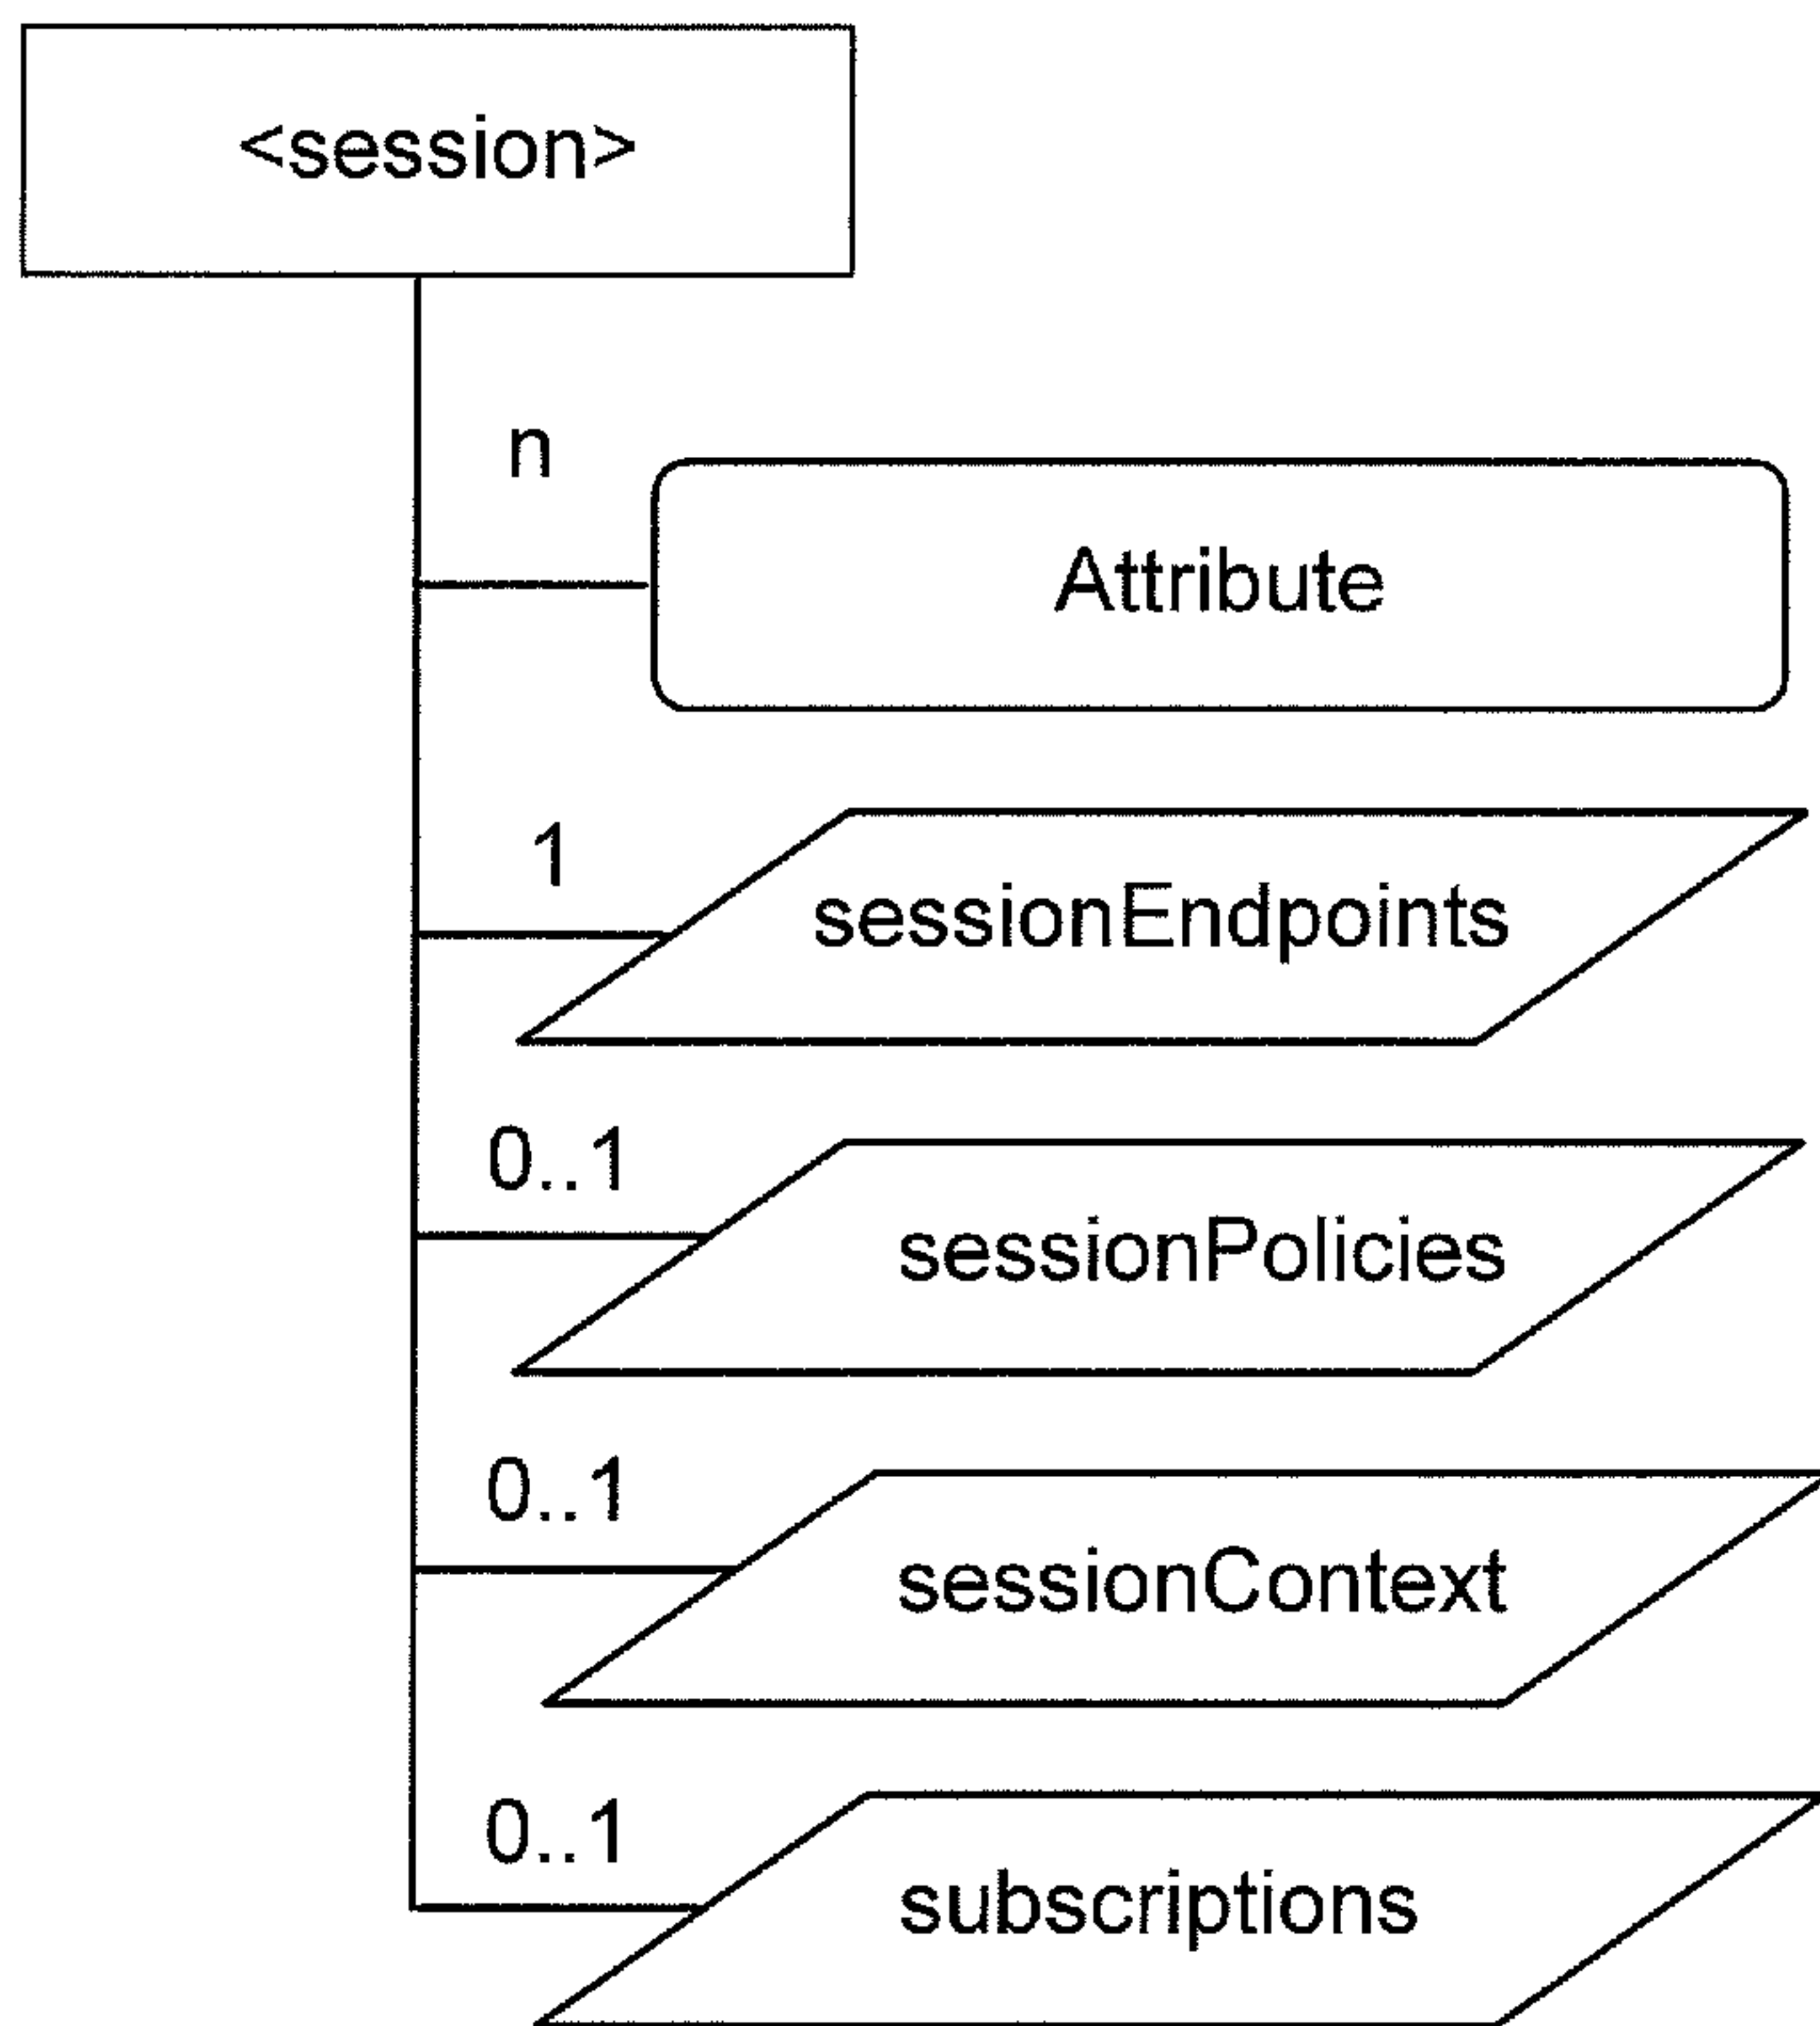 <session>
n
Attribute
1
sessionEndpoints
0..1
sessionPolicies
0..1
sessionContext
0..1
subscriptions